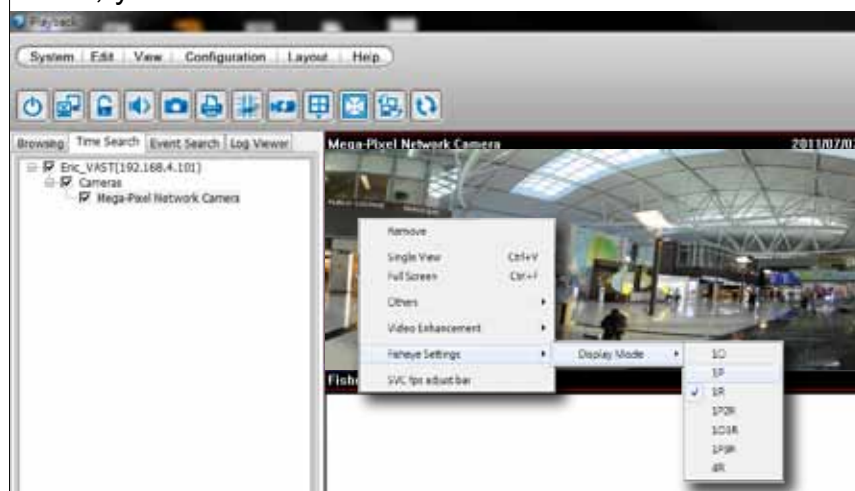 Playback
System Edit View Configuration Layout Help
Browsing Time Search Event Search Log Viewer
Eric_VAST(192.168.4.101)
Cameras
Mega-Pixel Network Camera
Mega-Pixel Network Camera 2011/07/0
Remove
Single View Ctrl+V
Full Screen Ctrl+F
Others
Video Enhancement
Fisheye Settings
SVC fps adjust bar
Display Mode
1O
1P
1R
1P2R
1O3R
1P3R
4R
Fishe